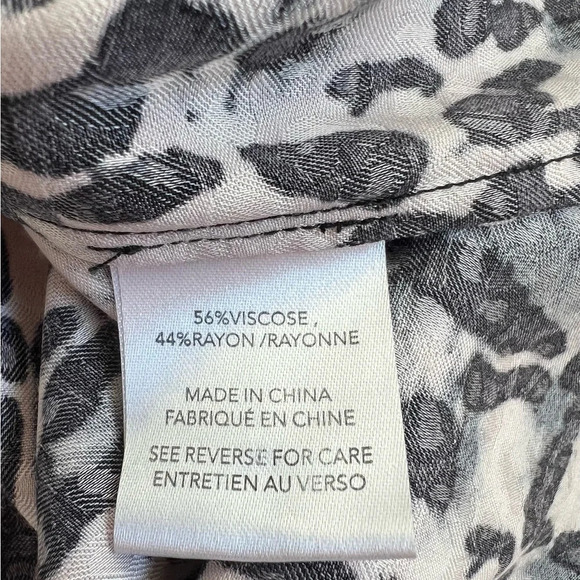 56%VISCOSE,
44%RAYON/RAYONNE
MADE IN CHINA
FABRIQUÉ EN CHINE
SEE REVERSE FOR CARE
ENTRETIEN AU VERSO